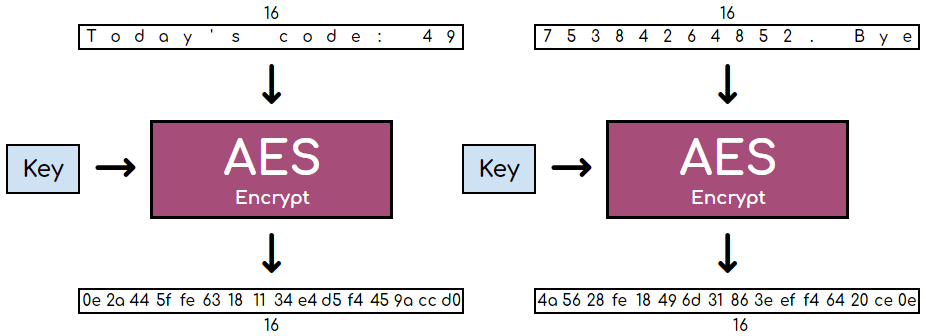 16
Today's code: 49
Key
AES
Encrypt
0e 2a 44 5f fe 63 18 11 34 e4 d5 f4 45 9a cc d0
16
16
75384264852. Bye
Key
AES
Encrypt
4a 56 28 fe 18 49 6d 31 86 3e ef f4 64 20 ce 0e
16